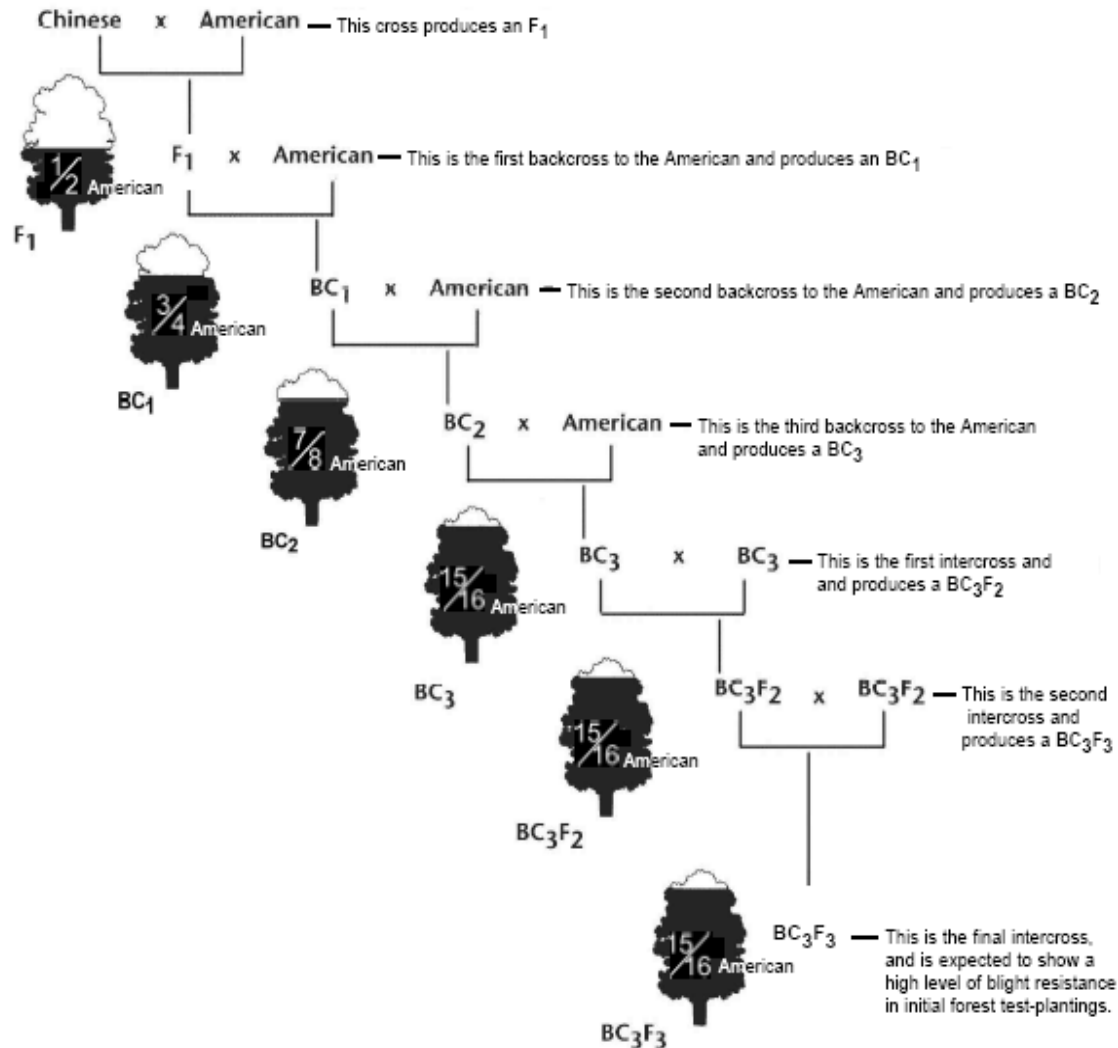 Chinese x American — This cross produces an F1
F1 x American — This is the first backcross to the American and produces an BC1
1/2 American
F1
BC1 x American — This is the second backcross to the American and produces a BC2
3/4 American
BC1
BC2 x American — This is the third backcross to the American
and produces a BC3
7/8 American
BC2
BC3 x BC3 — This is the first intercross and
and produces a BC3F2
15/16 American
BC3
BC3F2 x BC3F2 — This is the second
intercross and
produces a BC3F3
15/16 American
BC3F2
BC3F3 — This is the final intercross,
and is expected to show a
high level of blight resistance
in initial forest test-plantings.
15/16 American
BC3F3